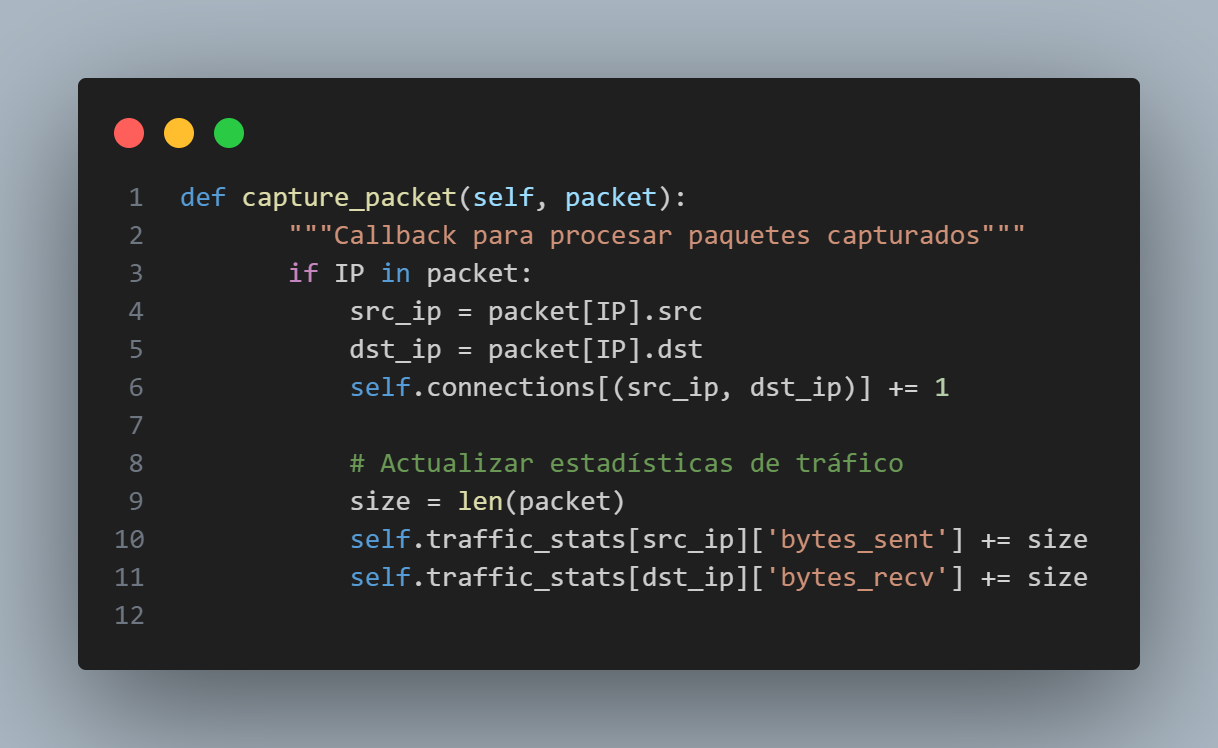 1 def capture_packet(self, packet):
2        """Callback para procesar paquetes capturados"""
3        if IP in packet:
4            src_ip = packet[IP].src
5            dst_ip = packet[IP].dst
6            self.connections[(src_ip, dst_ip)] += 1
7
8            # Actualizar estadísticas de tráfico
9            size = len(packet)
10            self.traffic_stats[src_ip]['bytes_sent'] += size
11            self.traffic_stats[dst_ip]['bytes_recv'] += size
12